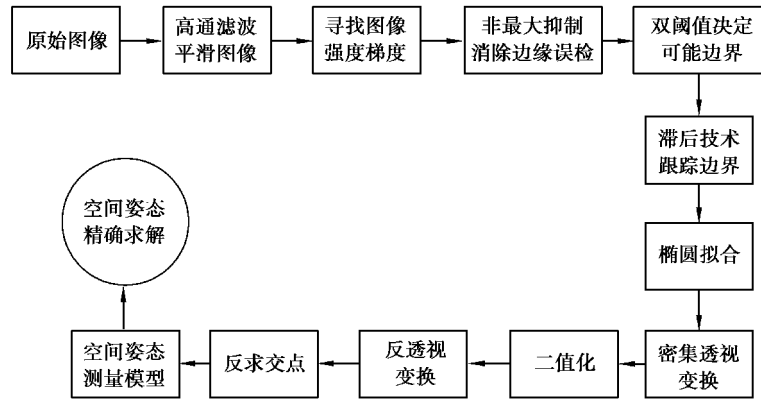 原始图像
高通滤波
平滑图像
寻找图像
强度梯度
非最大抑制
消除边缘误检
双阈值决定
可能边界
滞后技术
跟踪边界
椭圆拟合
密集透视
变换
二值化
反透视
变换
反求交点
空间姿态
测量模型
空间姿态
精确求解